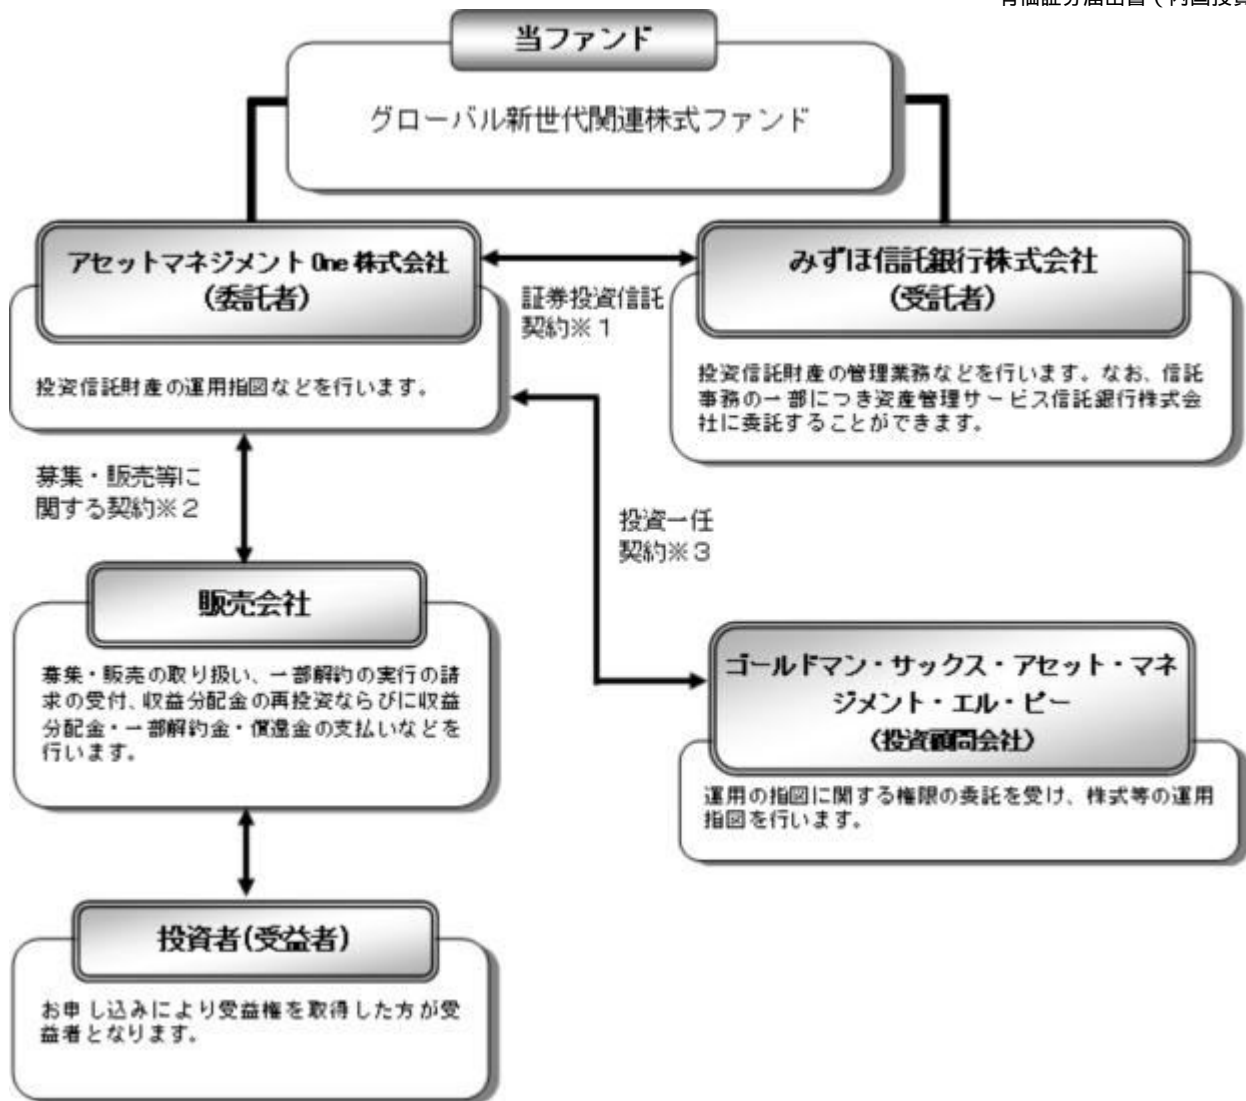 当ファンド
グローバル新世代関連株式ファンド
アセットマネジメント One 株式会社
（委託者）
投資信託財産の運用指図などを行います。
証券投資信託
契約※１
みずほ信託銀行株式会社
（受託者）
投資信託財産の管理業務などを行います。なお、信託
事務の一部につき資産管理サービス信託銀行株式会
社に委託することができます。
募集・販売等に
関する契約※２
投資一任
契約※３
販売会社
募集・販売の取り扱い、一部解約の実行の請
求の受付、収益分配金の再投資ならびに収益
分配金・一部解約金・償還金の支払いなどを
行います。
ゴールドマン・サックス・アセット・マネ
ジメント・エル・ピー
（投資顧問会社）
運用の指図に関する権限の委託を受け、株式等の運用
指図を行います。
投資者（受益者）
お申し込みにより受益権を取得した方が受
益者となります。